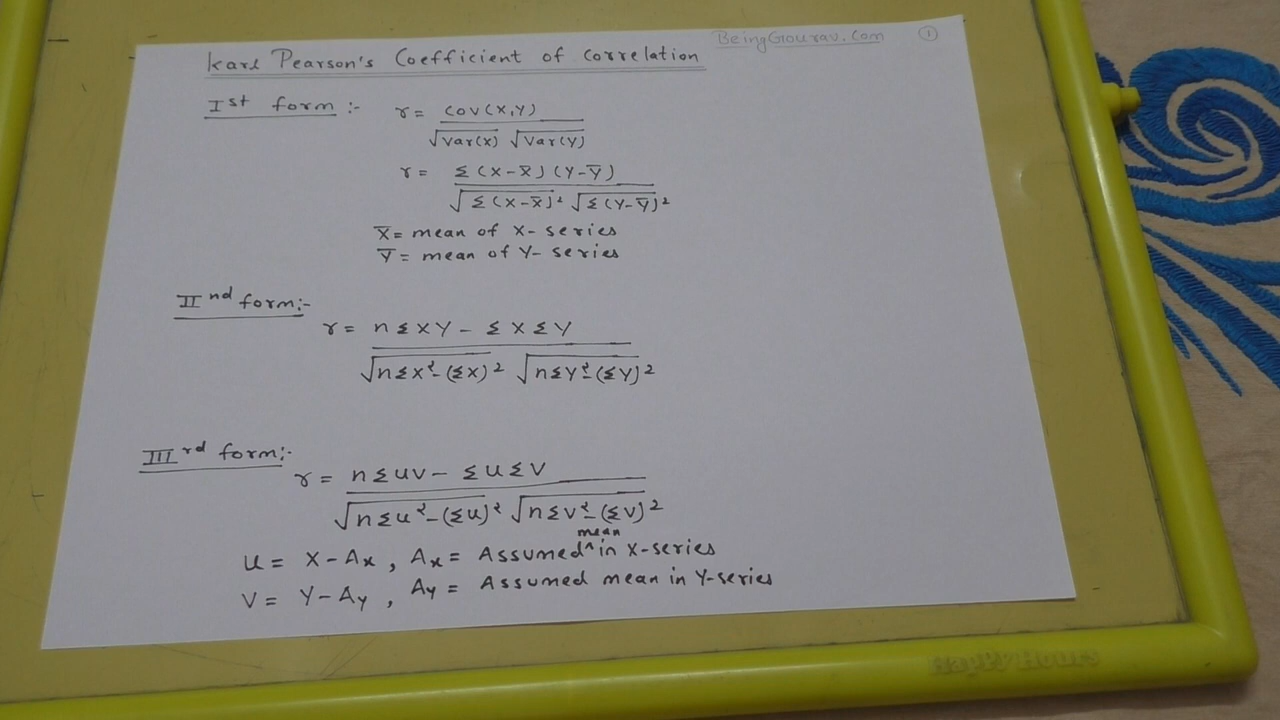 BeingGourav.com ①
Karl Pearson's Coefficient of Correlation
Ist form :- r = Cov(X,Y)
√Var(X) √Var(Y)
r = Σ(X-X̄)(Y-Ȳ)
√Σ(X-X̄)² √Σ(Y-Ȳ)²
X̄ = mean of X-series
Ȳ = mean of Y-series
IInd form:-
r = nΣXY - ΣXΣY
√nΣX²-(ΣX)² √nΣY²-(ΣY)²
IIIrd form:-
r = nΣUV - ΣUΣV
√nΣU²-(ΣU)² √nΣV²-(ΣV)²
U = X-Ax, Ax = Assumed mean in X-series
V = Y-Ay, Ay = Assumed mean in Y-series
Happy Hours